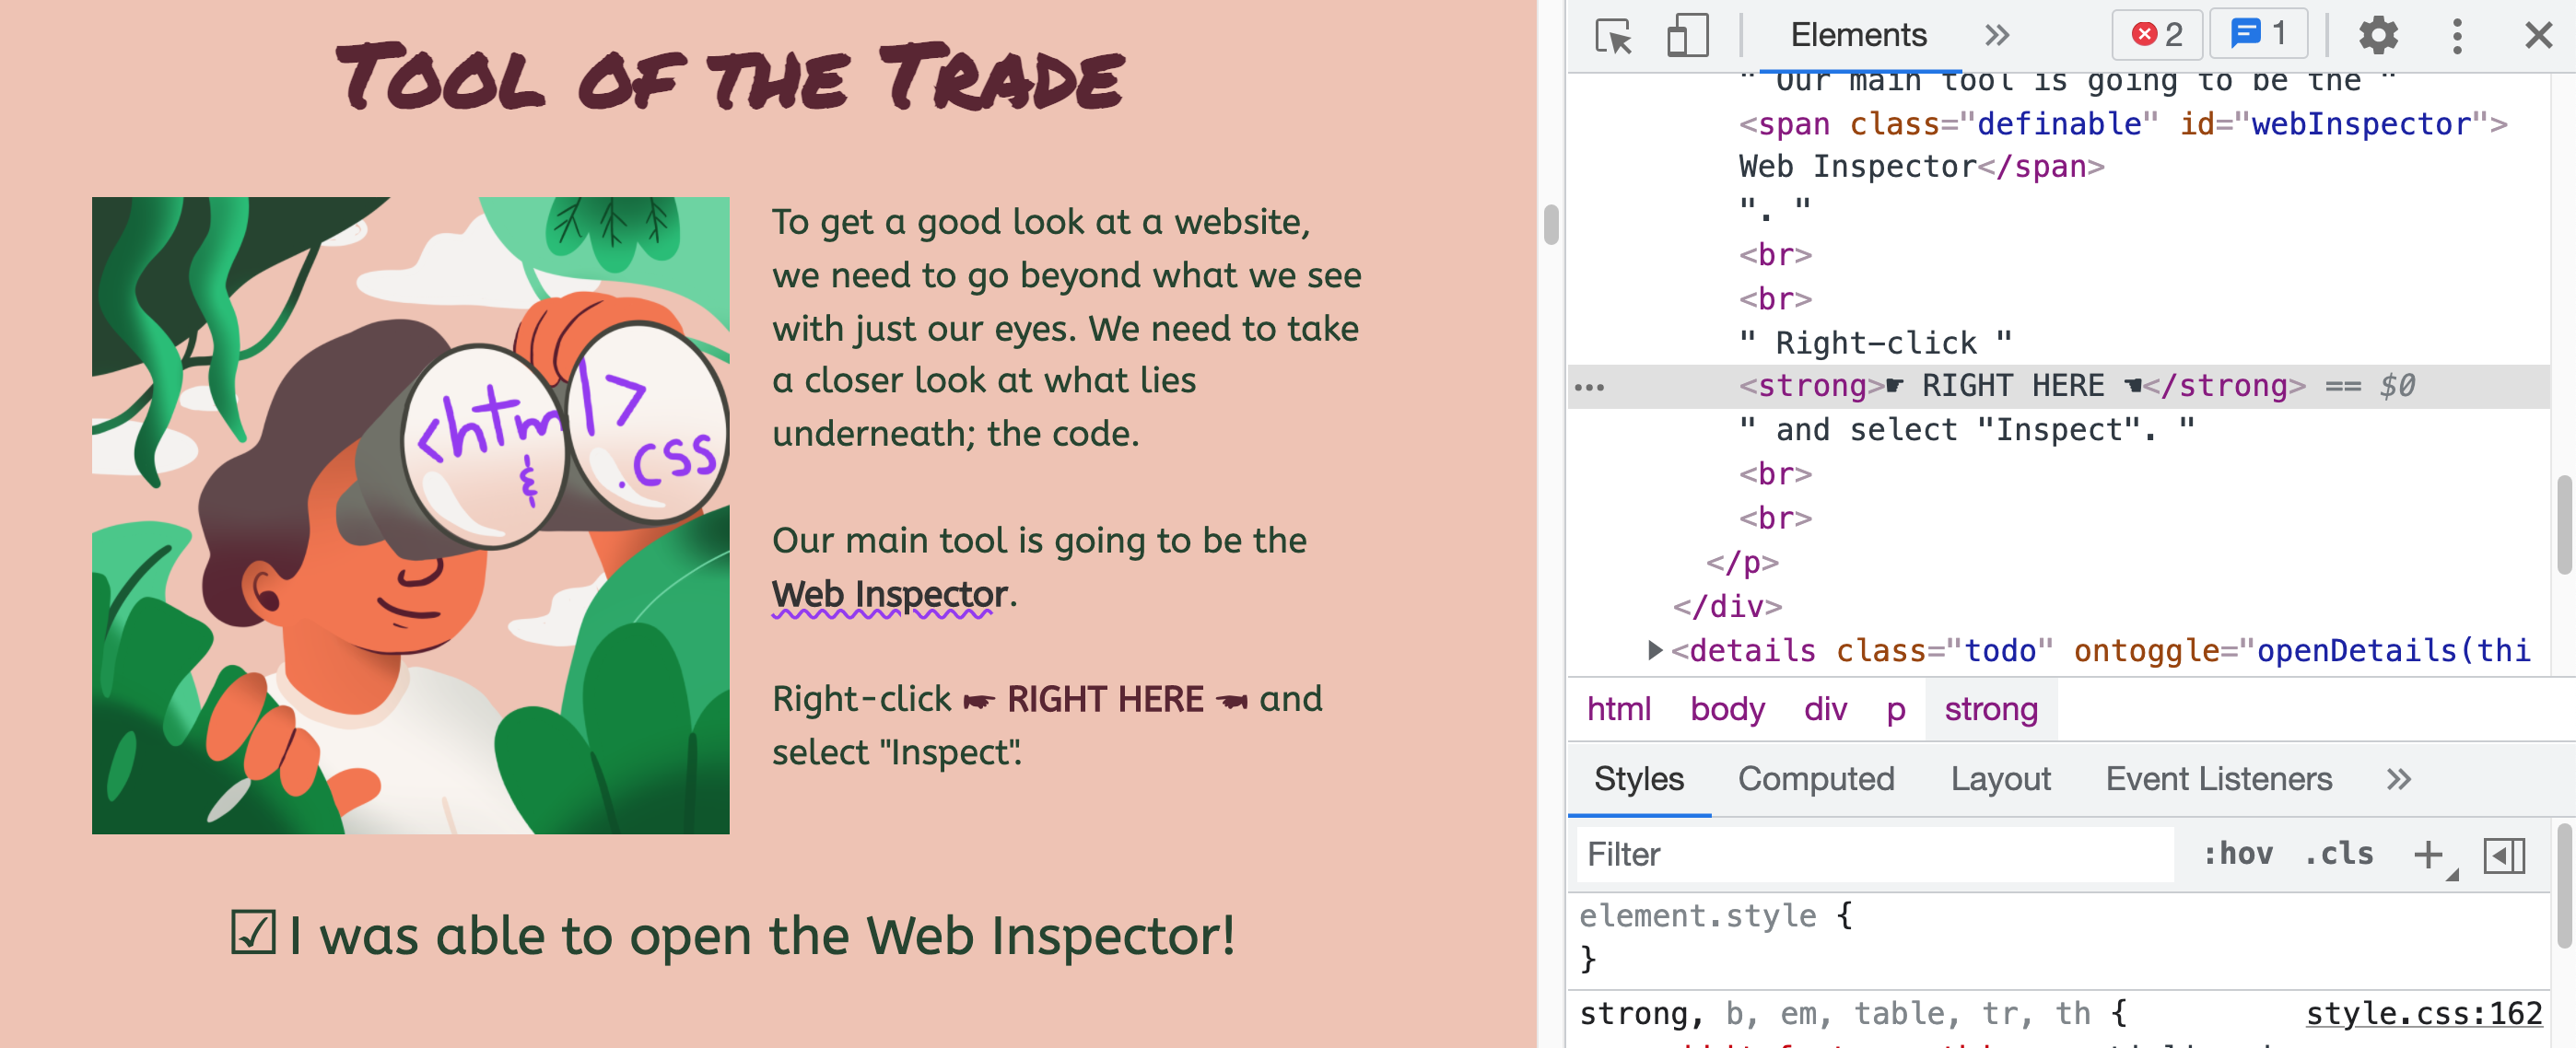 TOOL OF THE TRADE
<html/>
&
.css
To get a good look at a website,
we need to go beyond what we see
with just our eyes. We need to take
a closer look at what lies
underneath; the code.
Our main tool is going to be the
Web Inspector.
Right-click ☛ RIGHT HERE ☚ and
select "Inspect".
☑ I was able to open the Web Inspector!
Elements » 2 1
" Our main tool is going to be the "
<span class="definable" id="webInspector">
Web Inspector</span>
". "
<br>
<br>
" Right-click "
… <strong>☛ RIGHT HERE ☚</strong> == $0
" and select "Inspect". "
<br>
<br>
</p>
</div>
▶<details class="todo" ontoggle="openDetails(thi
html body div p strong
Styles Computed Layout Event Listeners »
Filter :hov .cls +
element.style {
}
strong, b, em, table, tr, th { style.css:162